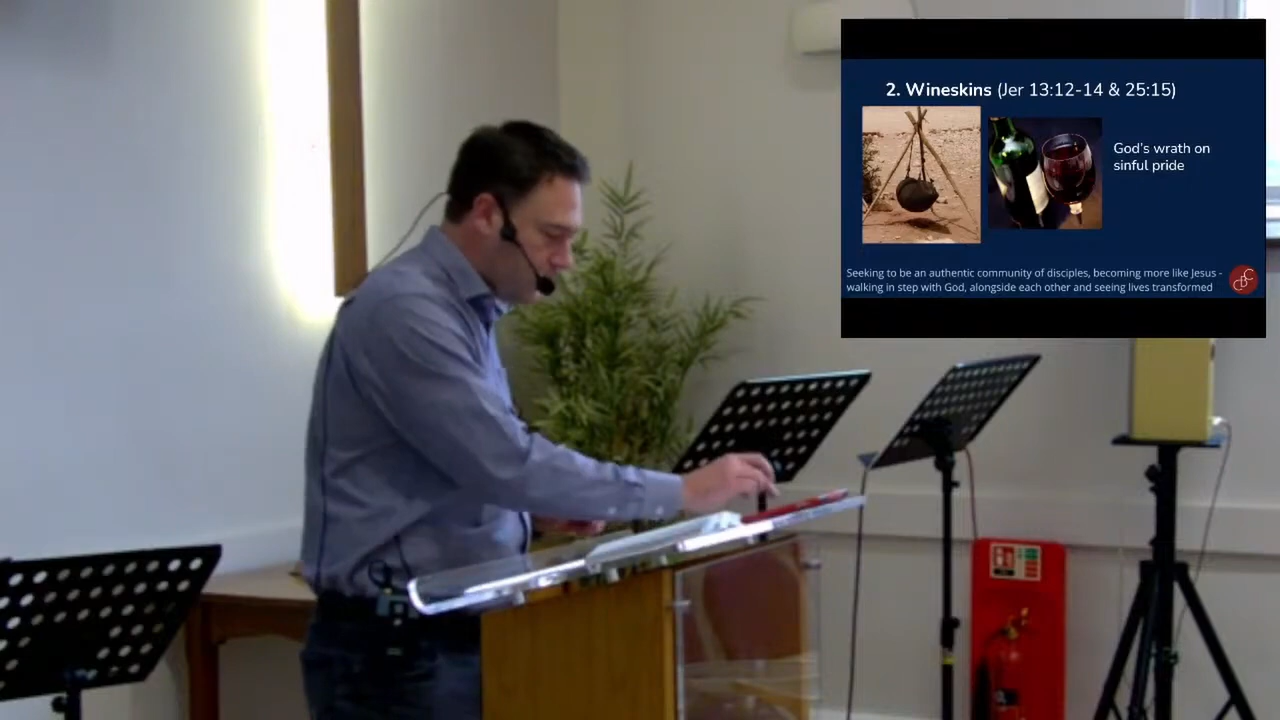 2. Wineskins (Jer 13:12-14 & 25:15)
God's wrath on
sinful pride
Seeking to be an authentic community of disciples, becoming more like Jesus -
walking in step with God, alongside each other and seeing lives transformed
CBC